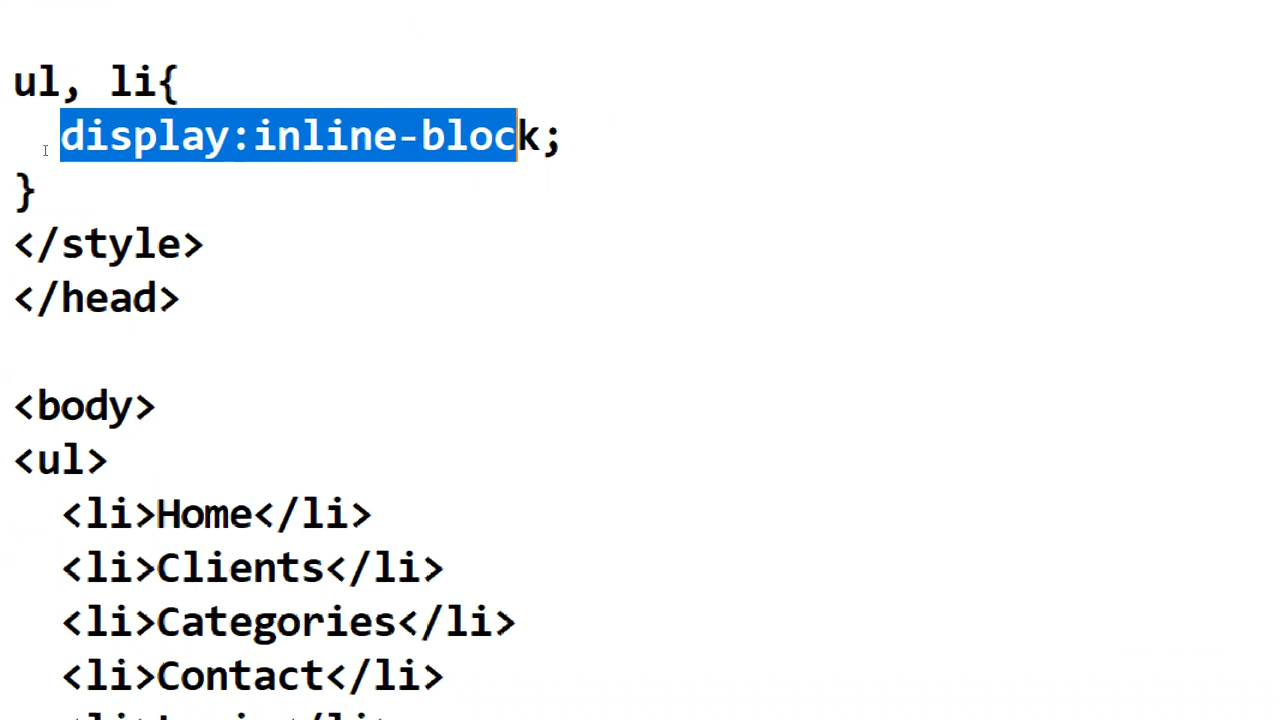 ul, li{
display:inline-block;
}
</style>
</head>
<body>
<ul>
<li>Home</li>
<li>Clients</li>
<li>Categories</li>
<li>Contact</li>